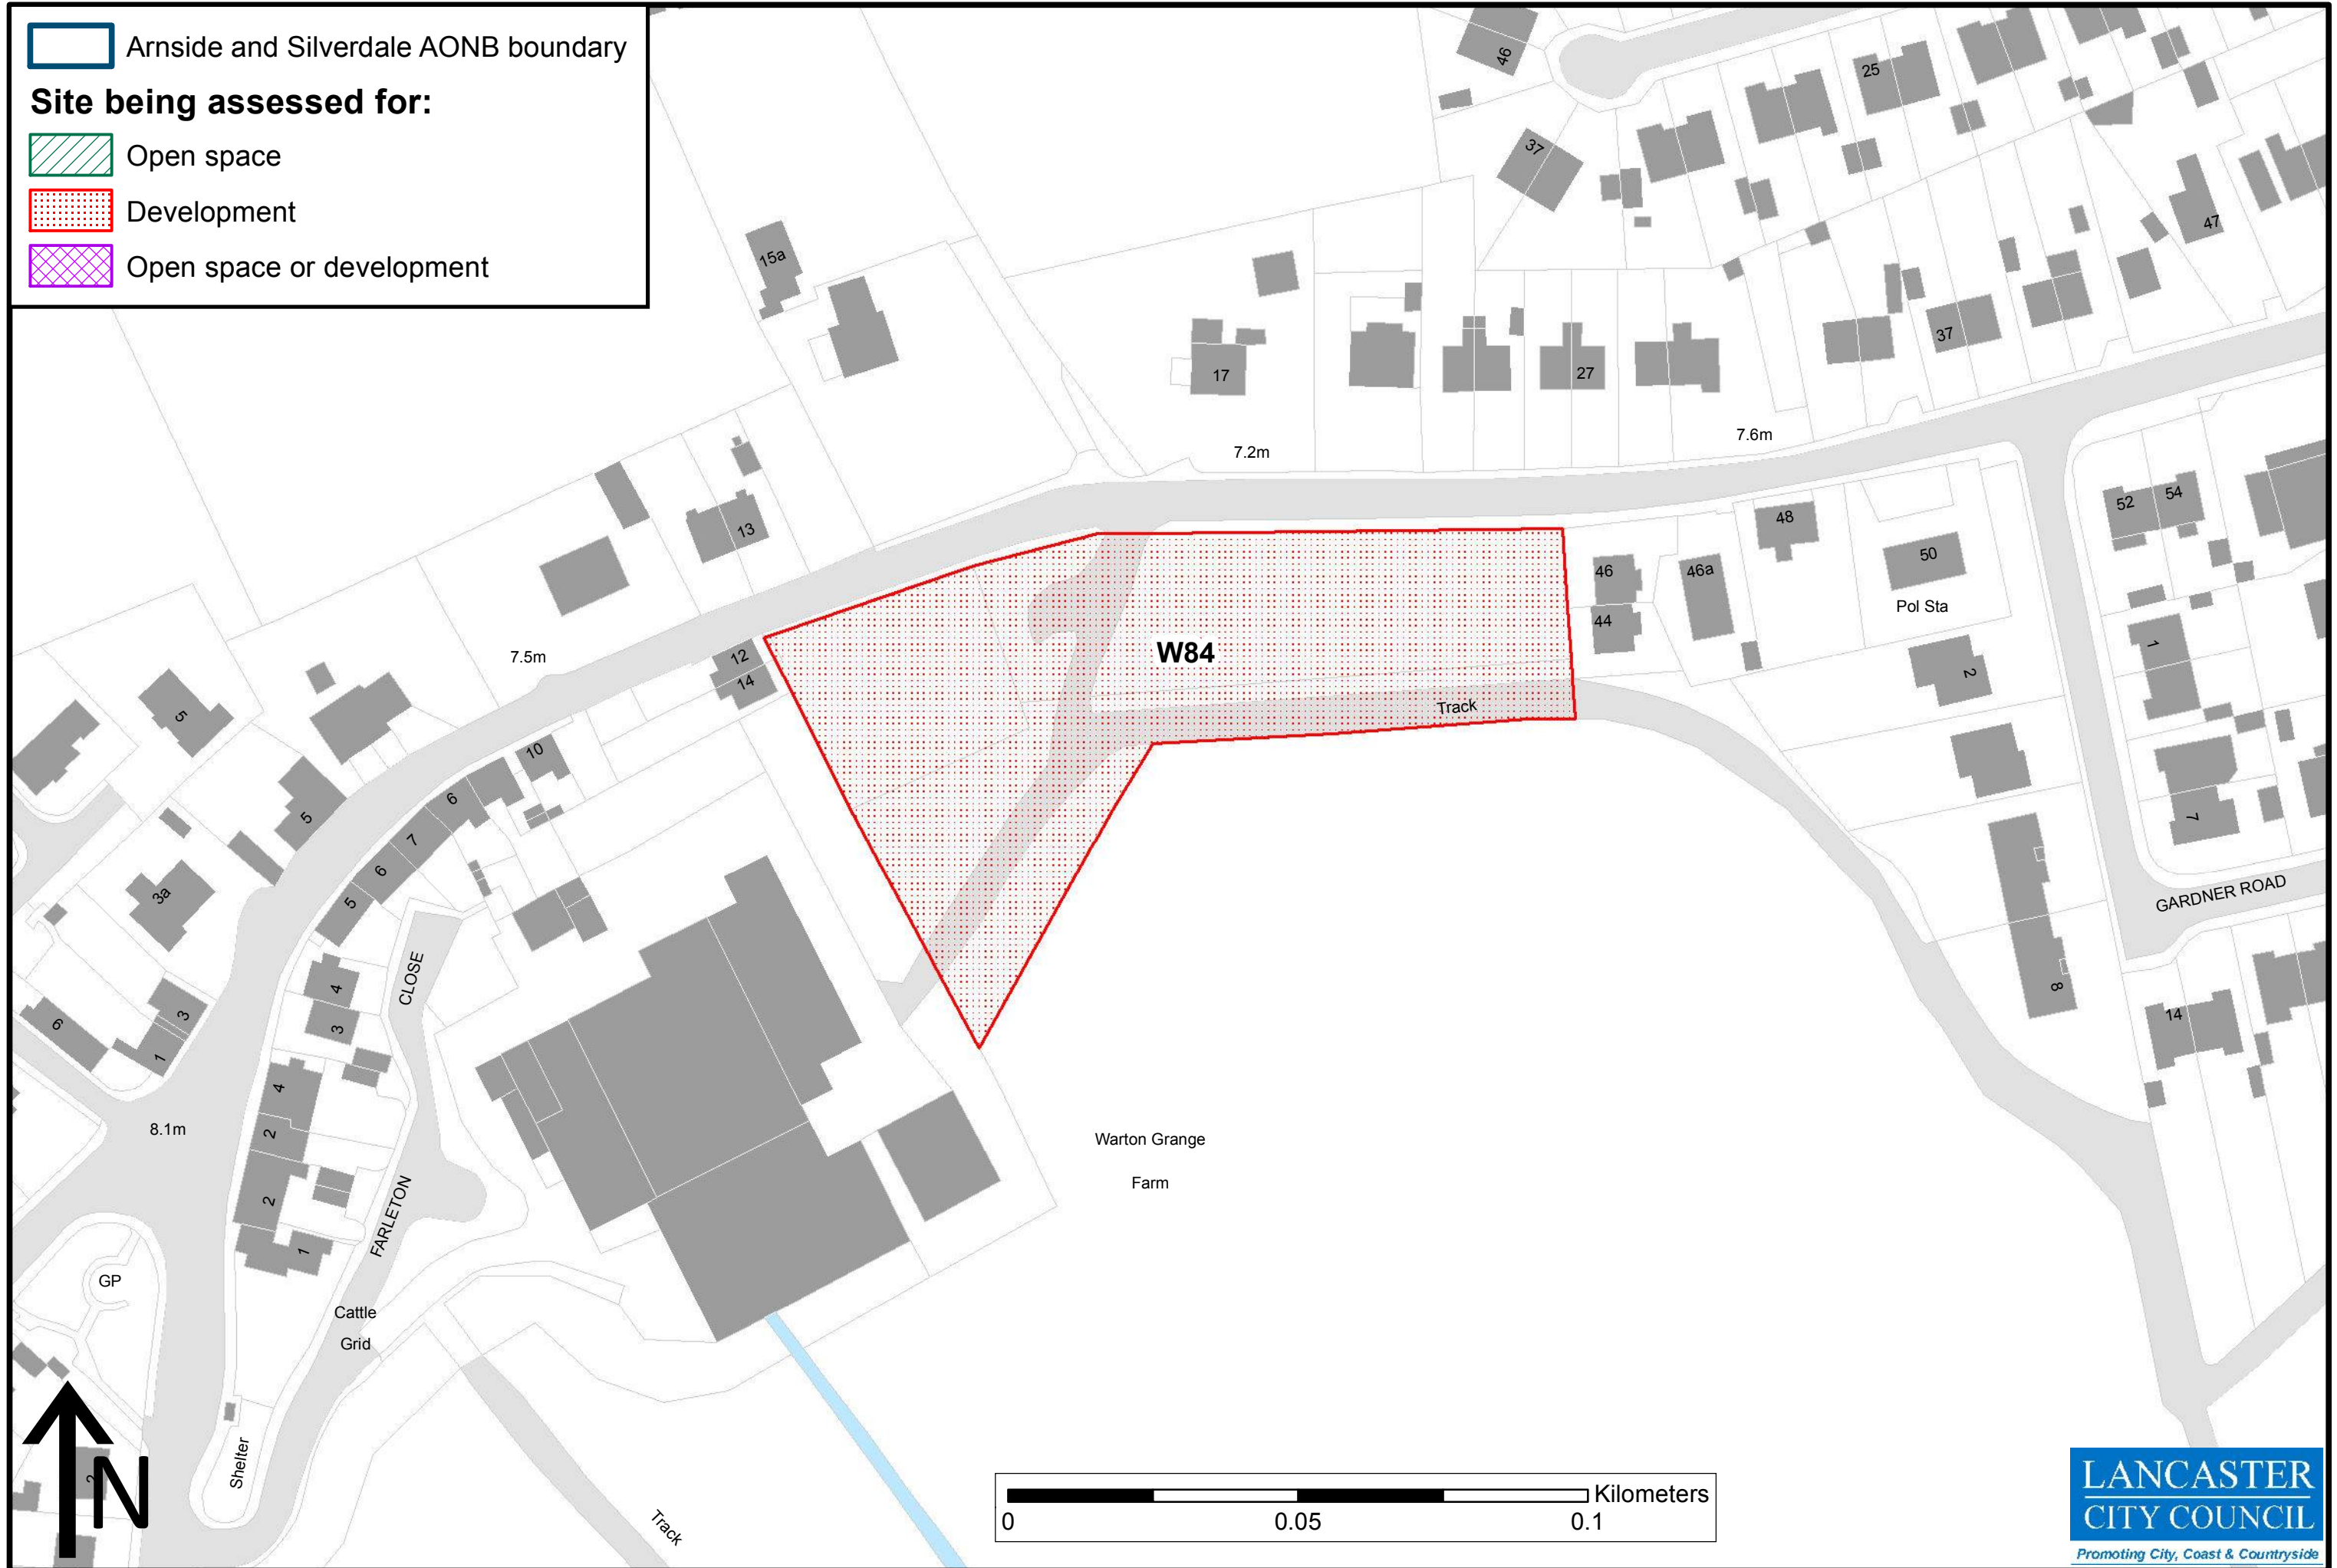 Arnside and Silverdale AONB boundary
Site being assessed for:
Open space
Development
Open space or development
46
25
37
47
15a
17
27
37
7.6m
7.2m
13
48
52
54
50
46
46a
Pol Sta
44
12
14
W84
7.5m
Track
1
2
5
10
6
7
6
5
5
3a
7
GARDNER ROAD
CLOSE
4
3
6
3
1
8
14
4
2
2
1
8.1m
Warton Grange
Farm
FARLETON
GP
Cattle
Grid
Shelter
2
N
Track
Kilometers
0
0.05
0.1
LANCASTER
CITY COUNCIL
Promoting City, Coast & Countryside